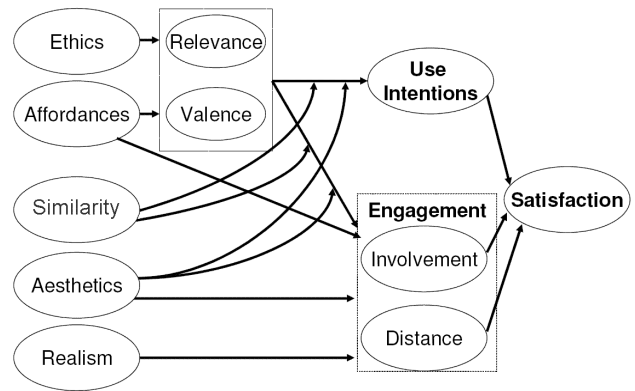 Ethics
Relevance
Use
Intentions
Affordances
Valence
Similarity
Satisfaction
Engagement
Involvement
Aesthetics
Distance
Realism